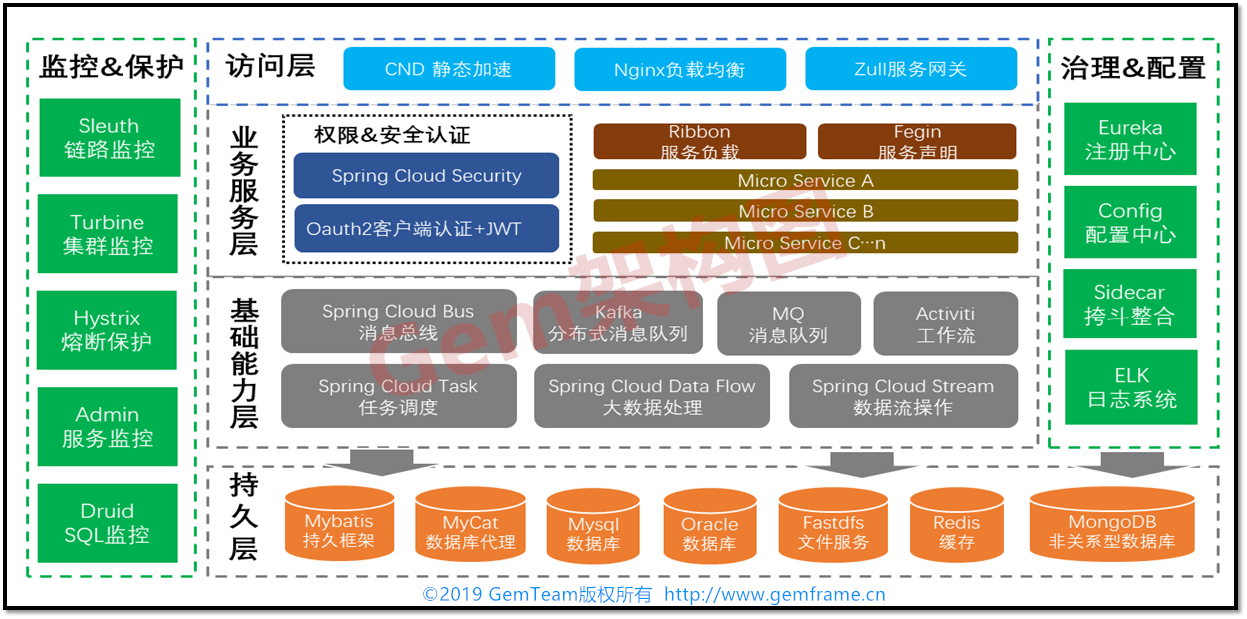 监控&保护
Sleuth
链路监控
Turbine
集群监控
Hystrix
熔断保护
Admin
服务监控
Druid
SQL监控
访问层
CND 静态加速
Nginx负载均衡
Zull服务网关
业务服务层
权限&安全认证
Spring Cloud Security
Oauth2客户端认证+JWT
Ribbon
服务负载
Fegin
服务声明
Micro Service A
Micro Service B
Micro Service C…n
基础能力层
Spring Cloud Bus
消息总线
Kafka
分布式消息队列
MQ
消息队列
Activiti
工作流
Spring Cloud Task
任务调度
Spring Cloud Data Flow
大数据处理
Spring Cloud Stream
数据流操作
Gem架构图
治理&配置
Eureka
注册中心
Config
配置中心
Sidecar
挎斗整合
ELK
日志系统
持久层
Mybatis
持久框架
MyCat
数据库代理
Mysql
数据库
Oracle
数据库
Fastdfs
文件服务
Redis
缓存
MongoDB
非关系型数据库
©2019 GemTeam版权所有 http://www.gemframe.cn